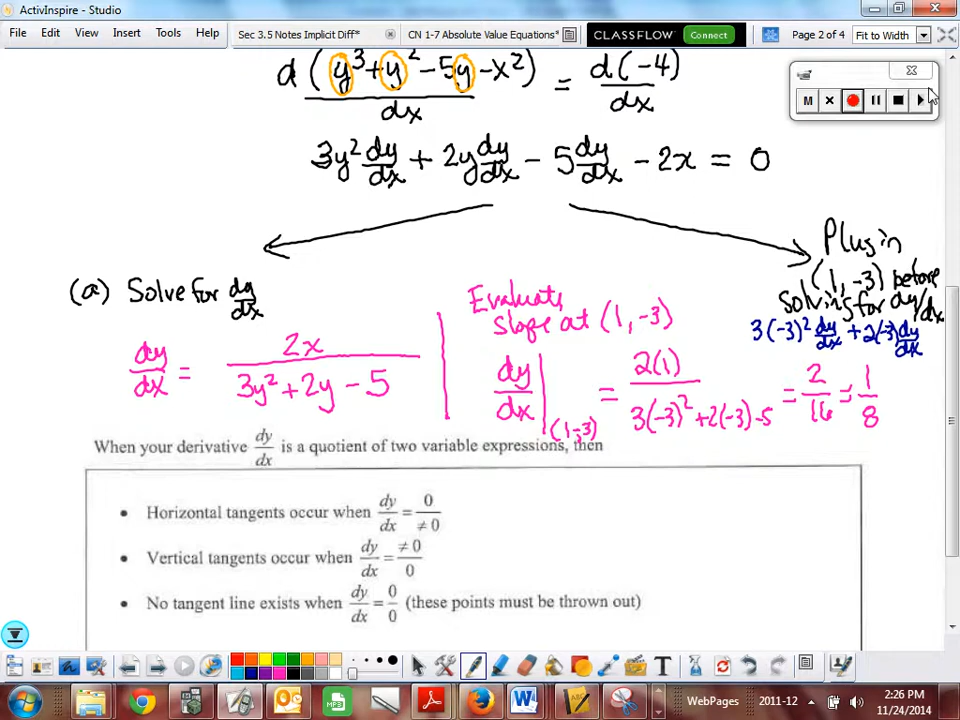 ActivInspire - Studio
File Edit View Insert Tools Help
Sec 3.5 Notes Implicit Diff*
CN 1-7 Absolute Value Equations*
CLASSFLOW Connect
Page 2 of 4
Fit to Width
d(y³+y²-5y-x²)/dx = d(-4)/dx
3y² dy/dx + 2y dy/dx - 5 dy/dx - 2x = 0
(a) Solve for dy/dx
dy/dx = 2x/(3y²+2y-5)
Evaluate
slope at (1,-3)
dy/dx |(1,-3) = 2(1)/(3(-3)²+2(-3)-5) = 2/16 = 1/8
Plug in
(1,-3) before
solving for dy/dx
3(-3)² dy/dx + 2(-3) dy/dx
When your derivative dy/dx is a quotient of two variable expressions, then
• Horizontal tangents occur when dy/dx = 0/≠0
• Vertical tangents occur when dy/dx = ≠0/0
• No tangent line exists when dy/dx = 0/0 (these points must be thrown out)
WebPages
2011-12
2:26 PM
11/24/2014